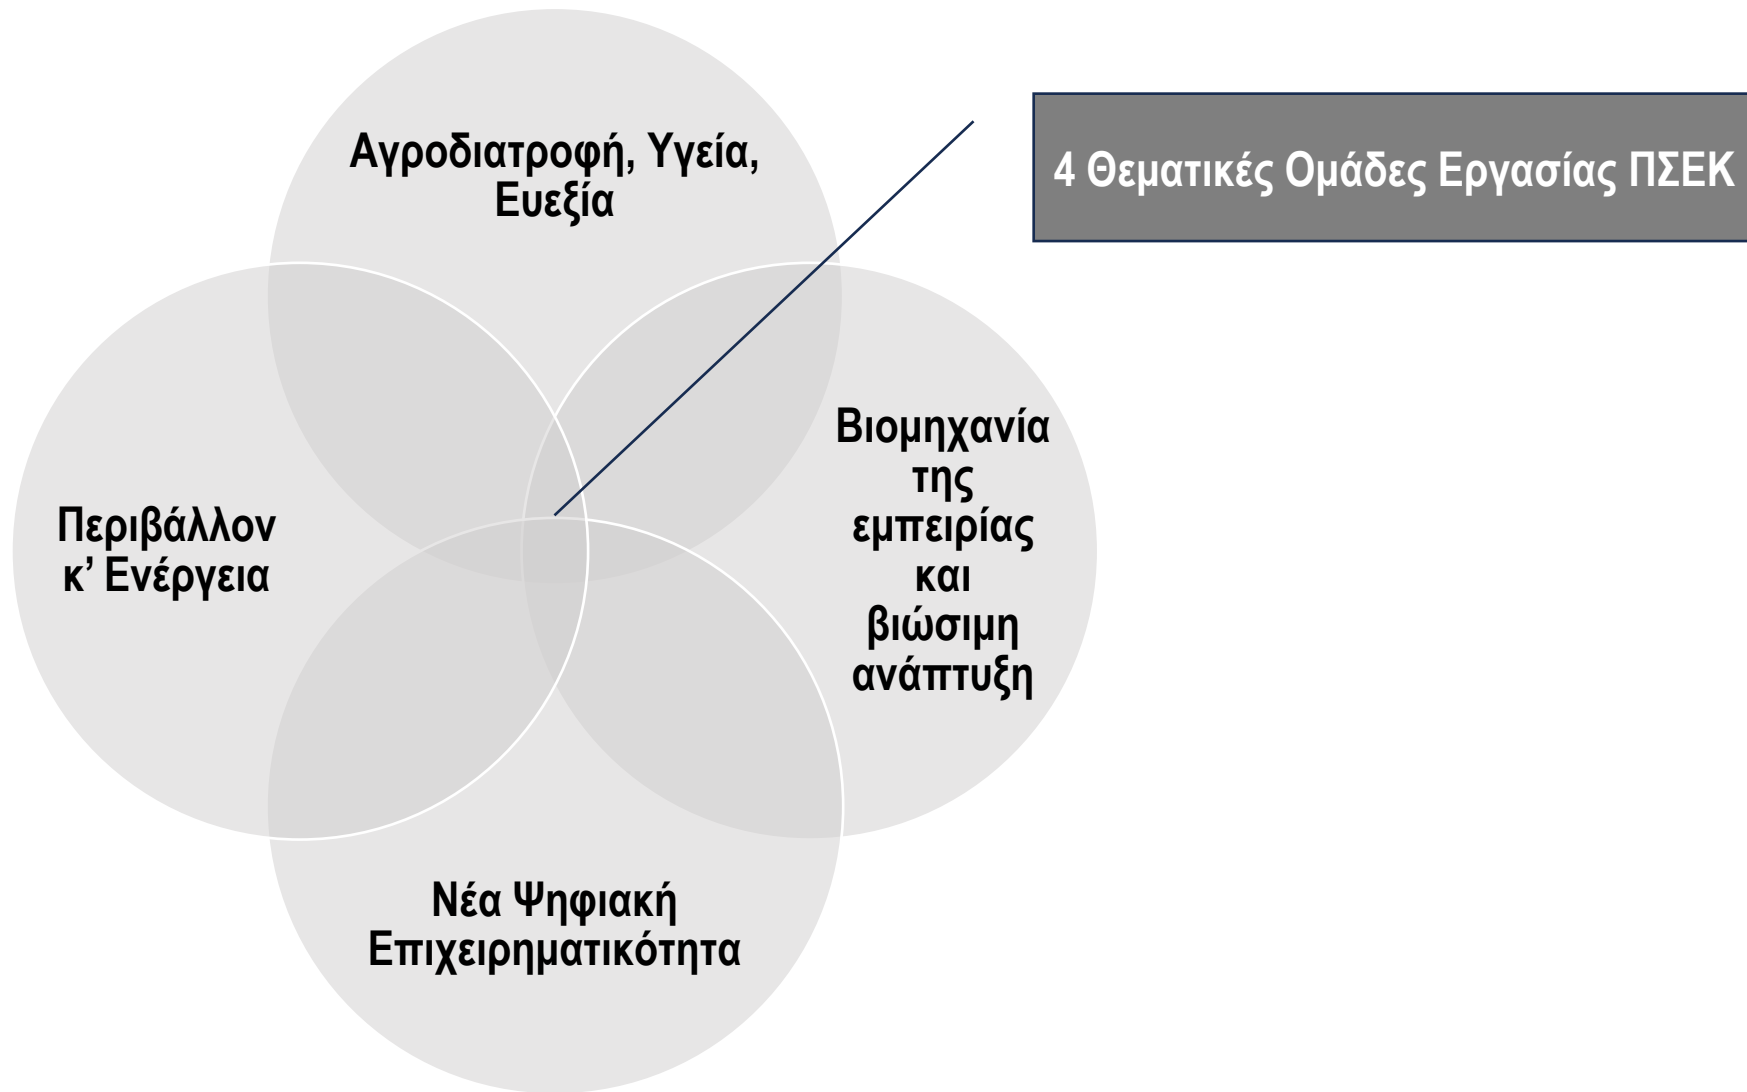 Αγροδιατροφή, Υγεία,
Ευεξία
4 Θεματικές Ομάδες Εργασίας ΠΣΕΚ
Βιομηχανία
της
εμπειρίας
και
βιώσιμη
ανάπτυξη
Περιβάλλον
κ’ Ενέργεια
Νέα Ψηφιακή
Επιχειρηματικότητα